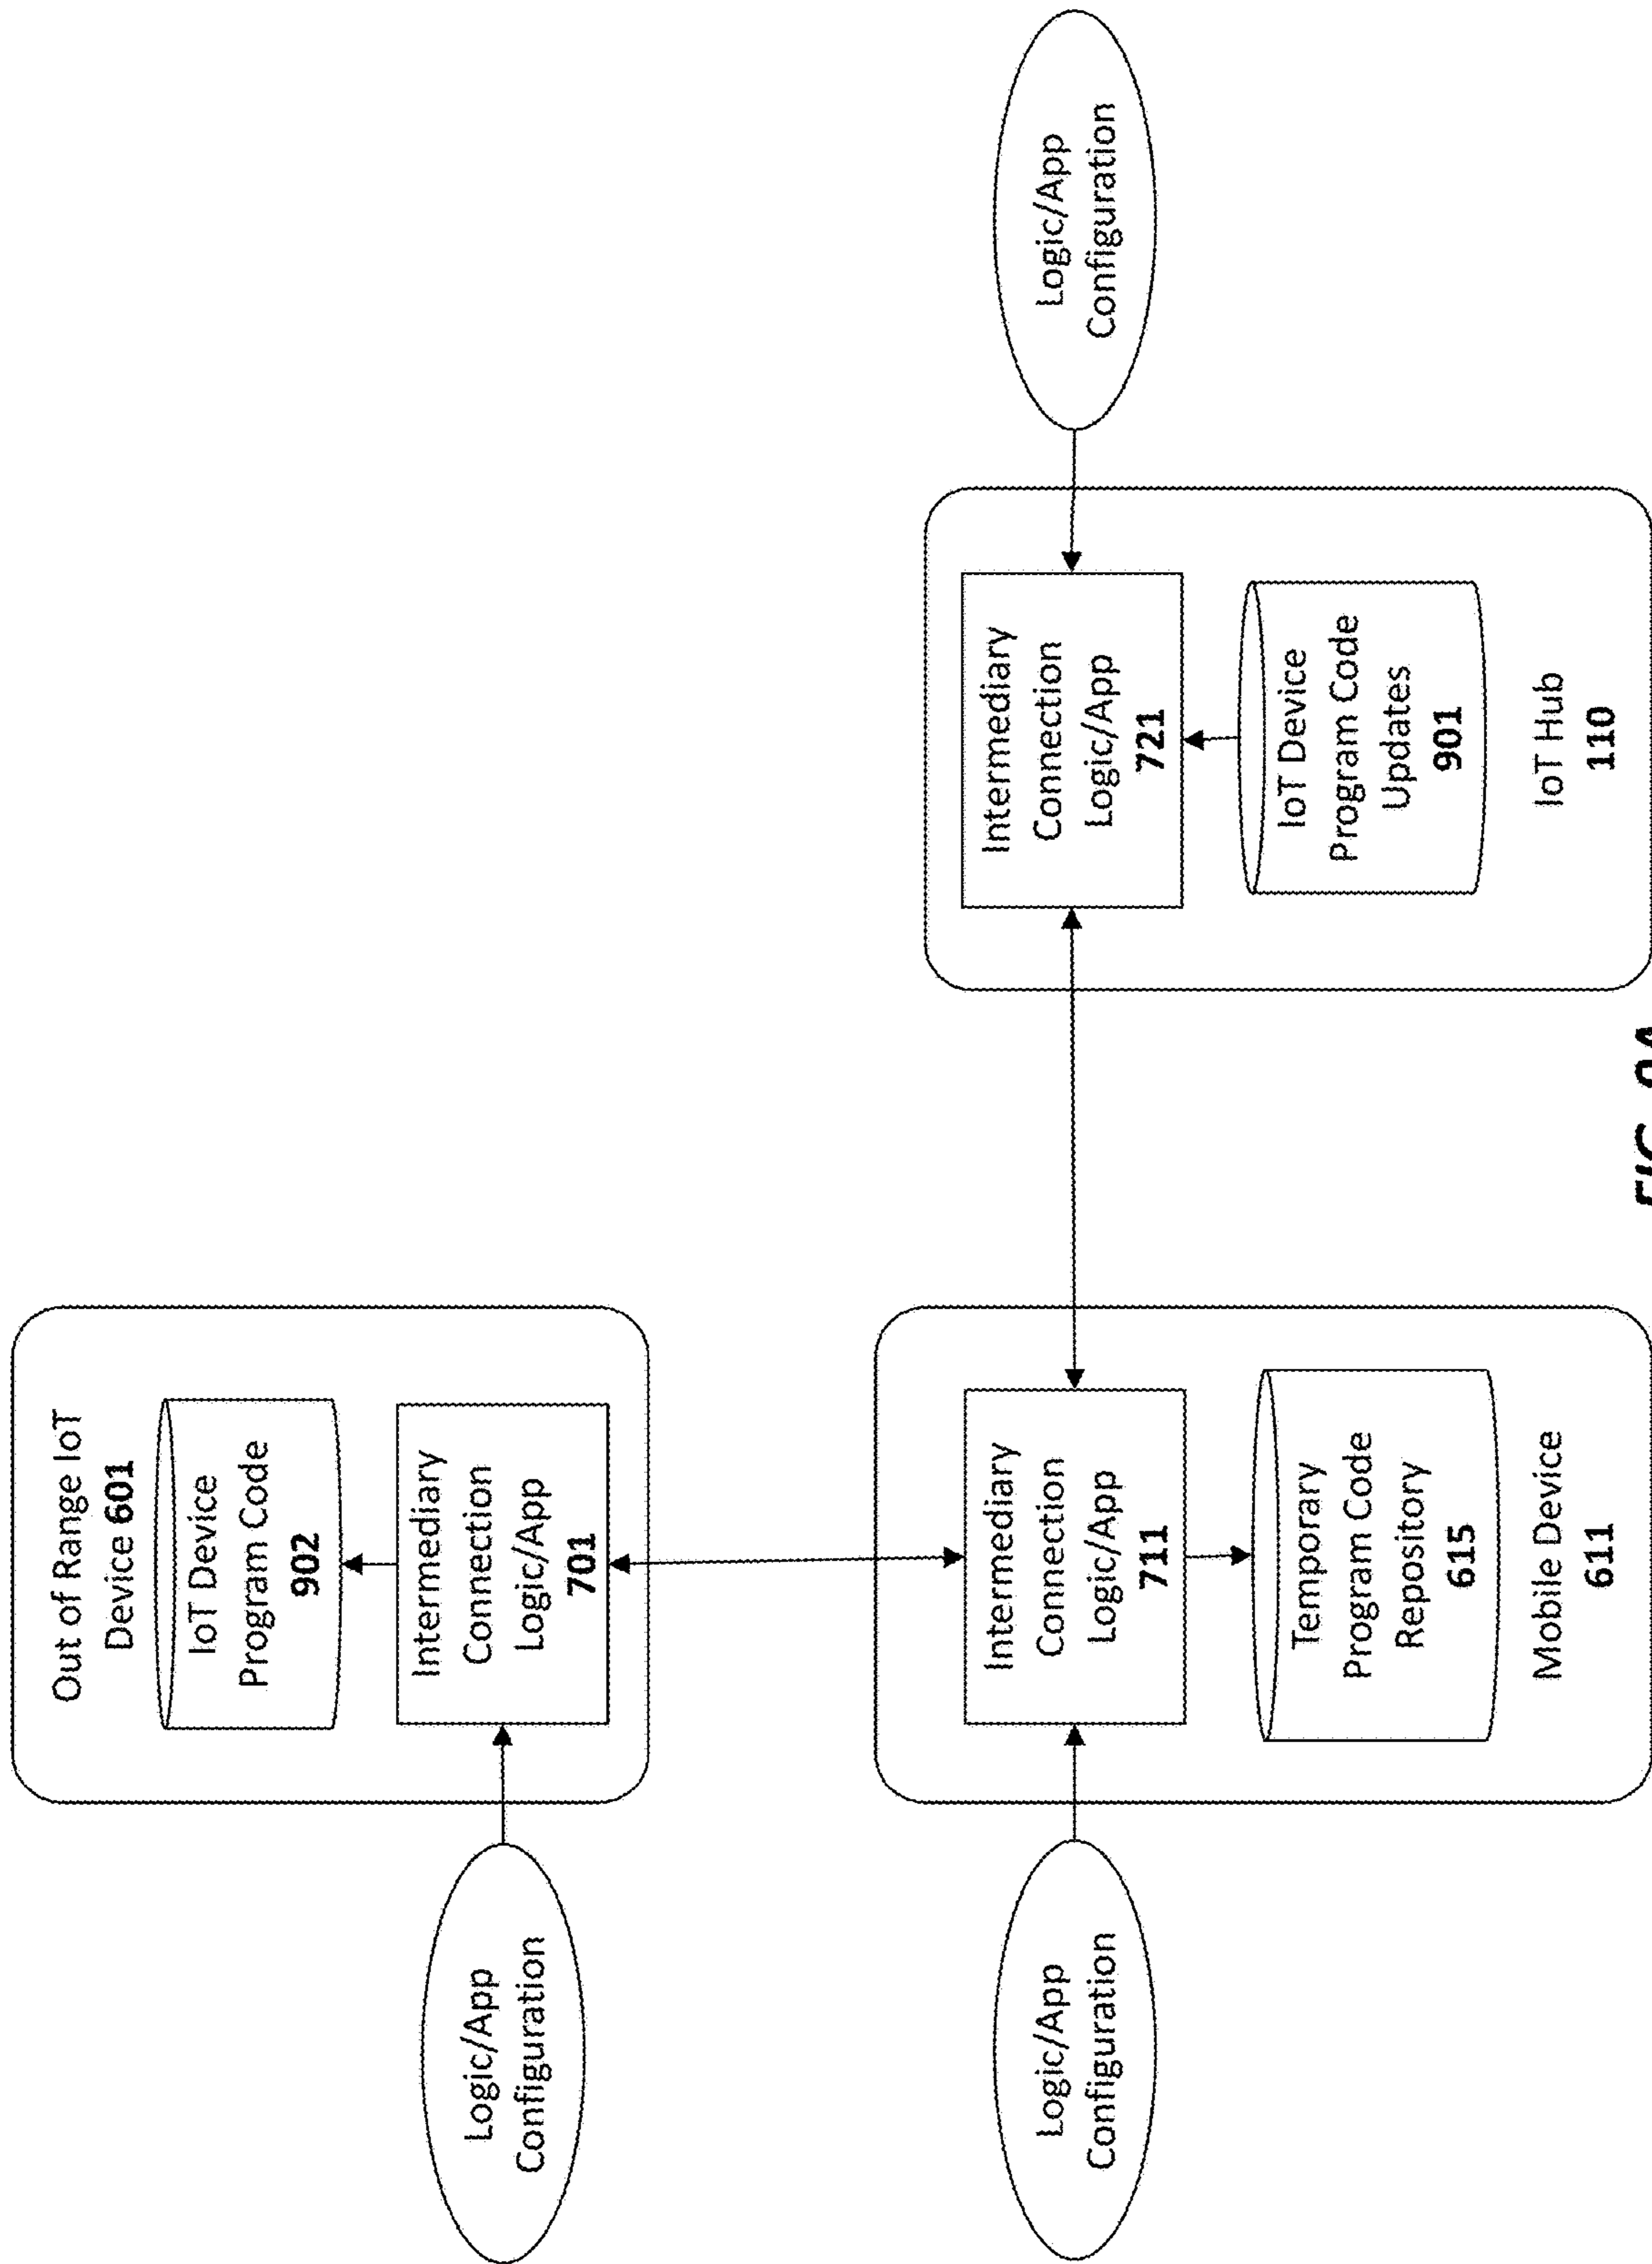 Out of Range IoT
Device 601
IoT Device
Program Code
902
Intermediary
Connection
Logic/App
701
Logic/App
Configuration
Logic/App
Configuration
Intermediary
Connection
Logic/App
711
Temporary
Program Code
Repository
615
Mobile Device
611
Intermediary
Connection
Logic/App
721
IoT Device
Program Code
Updates
901
IoT Hub
110
Logic/App
Configuration
FIG. 9A